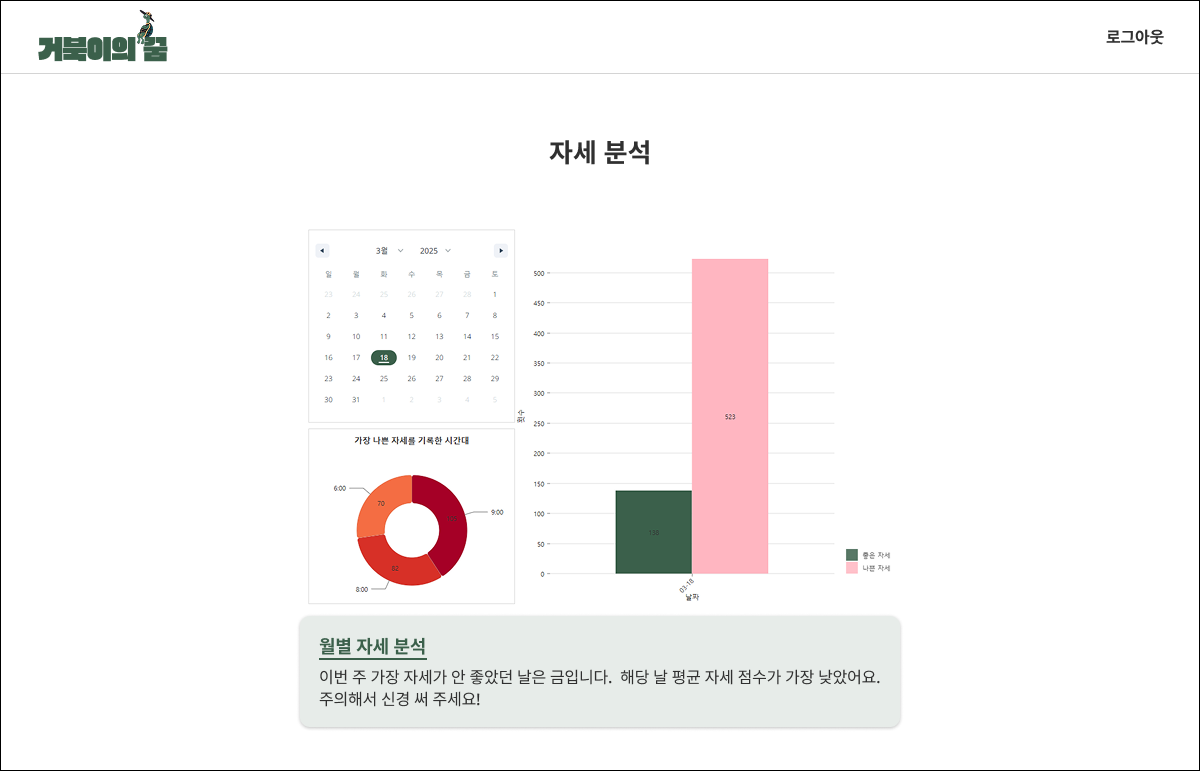 거북이의 꿈
로그아웃
자세 분석
3월 2025
일 월 화 수 목 금 토
23 24 25 26 27 28 1
2 3 4 5 6 7 8
9 10 11 12 13 14 15
16 17 18 19 20 21 22
23 24 25 26 27 28 29
30 31 1 2 3 4 5
가장 나쁜 자세를 기록한 시간대
6:00
70
9:00
82
8:00
횟수
500
450
400
350
300
250
200
150
100
50
0
523
138
03-18
날짜
좋은 자세
나쁜 자세
월별 자세 분석
이번 주 가장 자세가 안 좋았던 날은 금입니다. 해당 날 평균 자세 점수가 가장 낮았어요.
주의해서 신경 써 주세요!